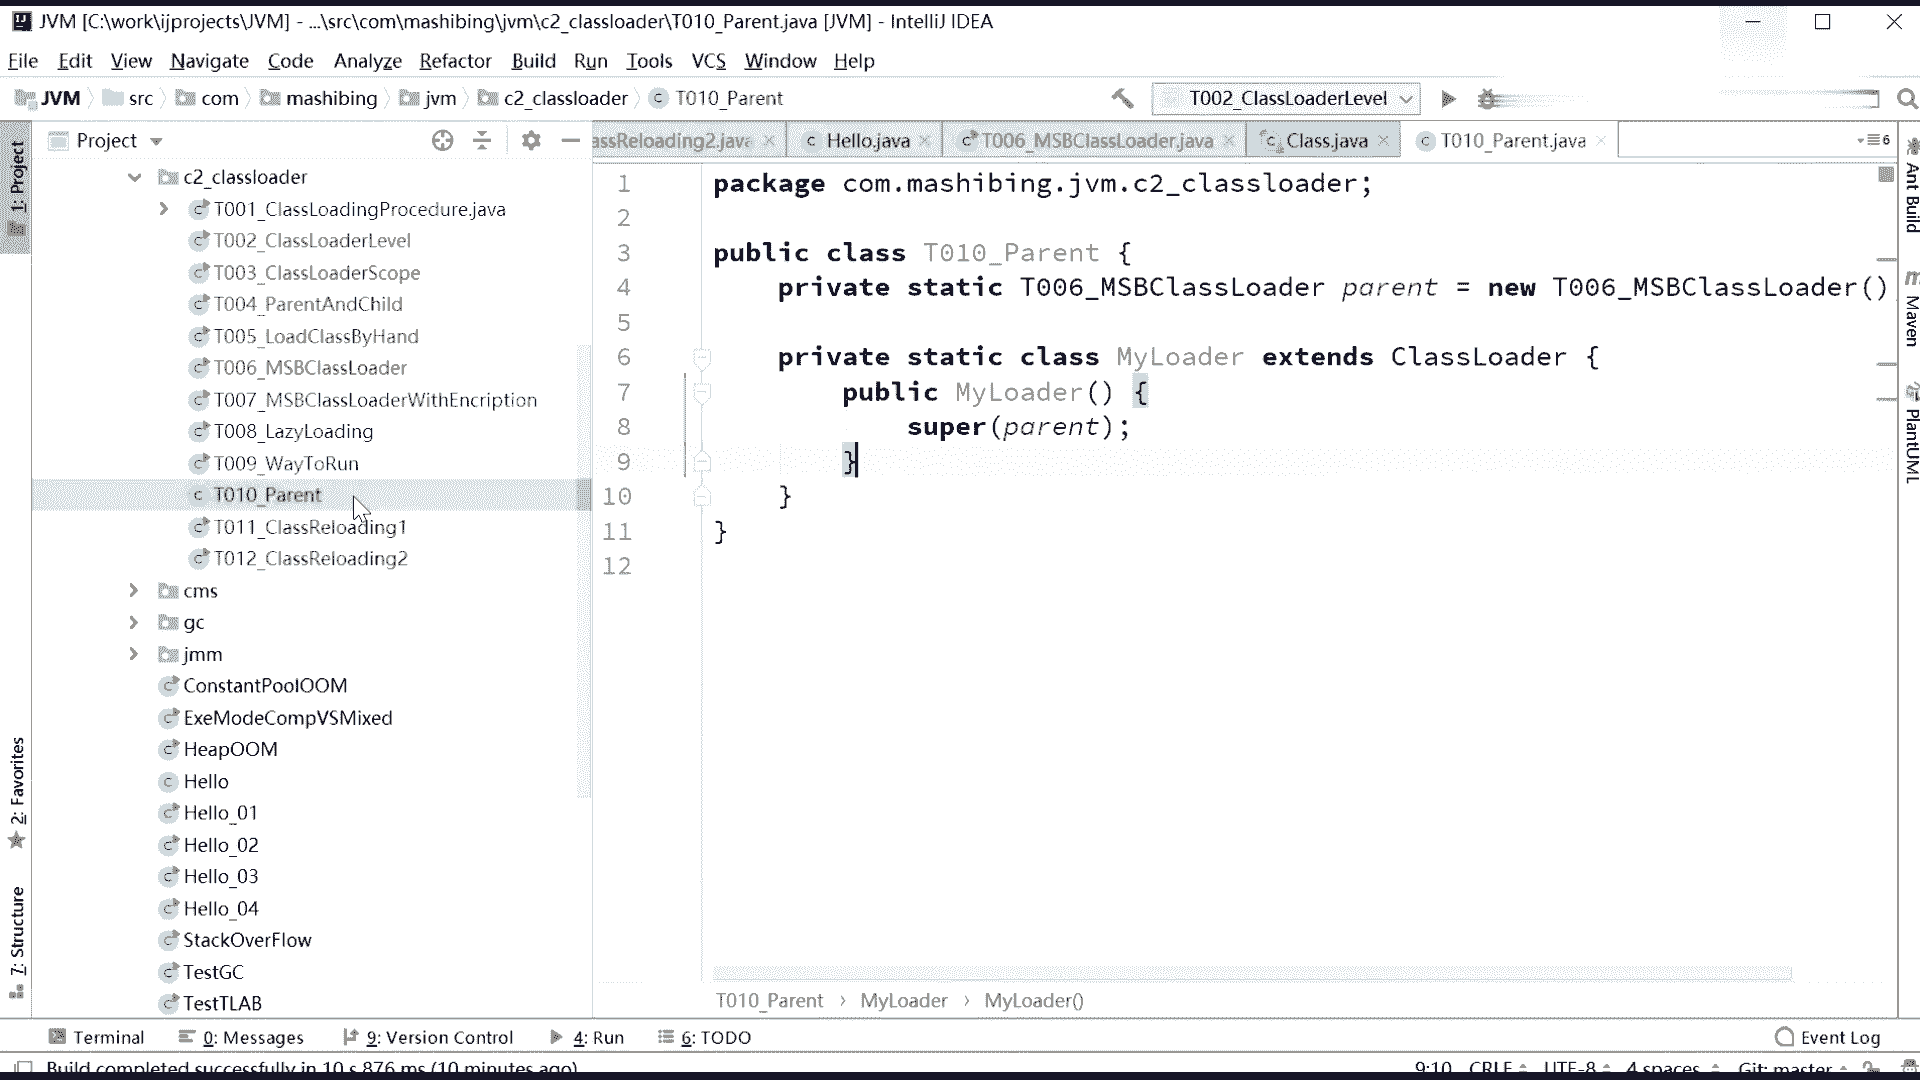 JVM [C:\work\ijprojects\JVM] - ...\src\com\mashibing\jvm\c2_classloader\T010_Parent.java [JVM] - IntelliJ IDEA
File Edit View Navigate Code Analyze Refactor Build Run Tools VCS Window Help
JVM src com mashibing jvm c2_classloader T010_Parent T002_ClassLoaderLevel
Project
assReloading2.java Hello.java T006_MSBClassLoader.java Class.java T010_Parent.java 6
1: Project
2: Favorites
7: Structure
c2_classloader
T001_ClassLoadingProcedure.java
T002_ClassLoaderLevel
T003_ClassLoaderScope
T004_ParentAndChild
T005_LoadClassByHand
T006_MSBClassLoader
T007_MSBClassLoaderWithEncription
T008_LazyLoading
T009_WayToRun
T010_Parent
T011_ClassReloading1
T012_ClassReloading2
cms
gc
jmm
ConstantPoolOOM
ExeModeCompVSMixed
HeapOOM
Hello
Hello_01
Hello_02
Hello_03
Hello_04
StackOverFlow
TestGC
TestTLAB
1 package com.mashibing.jvm.c2_classloader;
2
3 public class T010_Parent {
4 private static T006_MSBClassLoader parent = new T006_MSBClassLoader()
5
6 private static class MyLoader extends ClassLoader {
7 public MyLoader() {
8 super(parent);
9 }
10 }
11 }
12
T010_Parent › MyLoader › MyLoader()
Ant Build
Maven
PlantUML
Terminal 0: Messages 9: Version Control 4: Run 6: TODO Event Log
Build completed successfully in 10 s 876 ms (10 minutes ago) 9:10 CRLF UTF-8 4 spaces Git: master